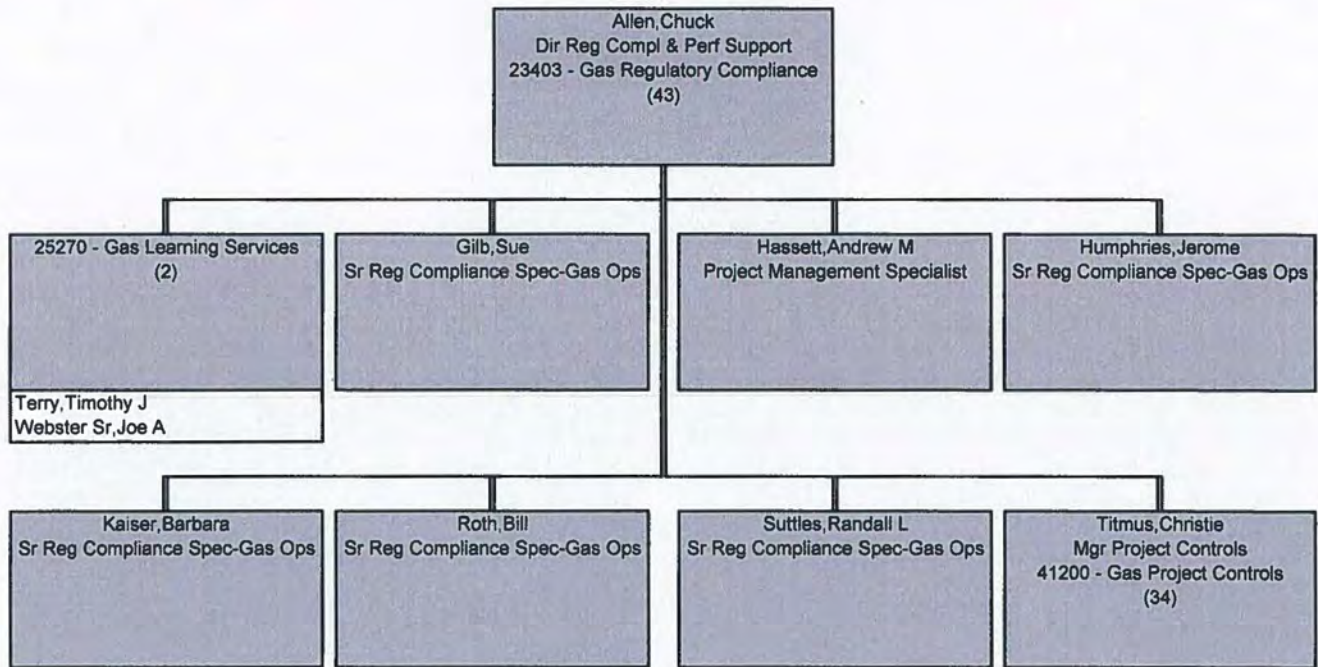 Allen,Chuck
Dir Reg Compl & Perf Support
23403 - Gas Regulatory Compliance
(43)
25270 - Gas Learning Services
(2)
Terry,Timothy J
Webster Sr,Joe A
Gilb,Sue
Sr Reg Compliance Spec-Gas Ops
Hassett,Andrew M
Project Management Specialist
Humphries,Jerome
Sr Reg Compliance Spec-Gas Ops
Kaiser,Barbara
Sr Reg Compliance Spec-Gas Ops
Roth,Bill
Sr Reg Compliance Spec-Gas Ops
Suttles,Randall L
Sr Reg Compliance Spec-Gas Ops
Titmus,Christie
Mgr Project Controls
41200 - Gas Project Controls
(34)